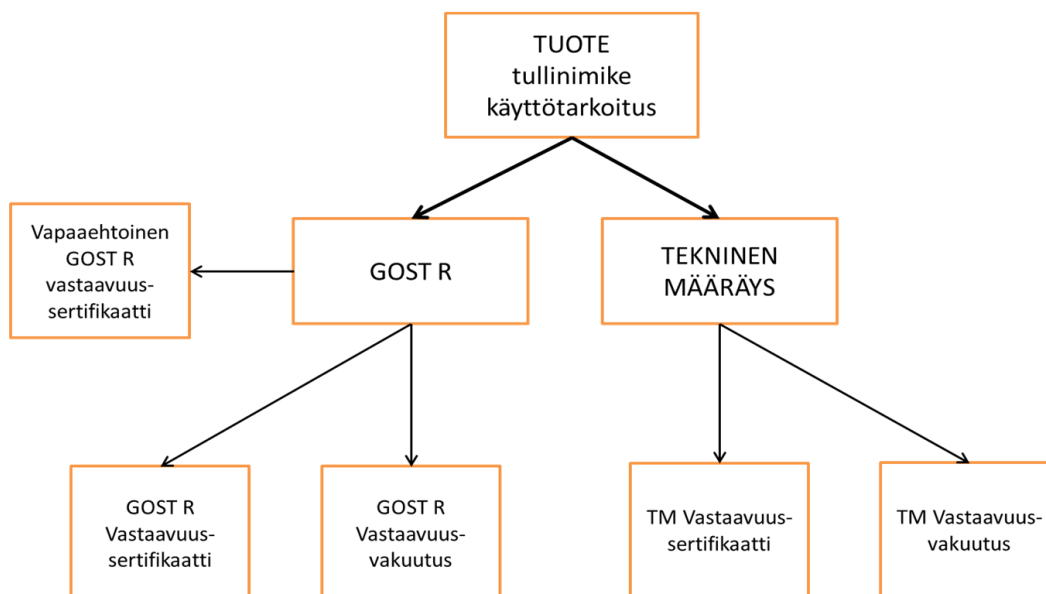 TUOTE
tullinimike
käyttötarkoitus
Vapaaehtoinen
GOST R
vastaavuus-
sertifikaatti
GOST R
TEKNINEN
MÄÄRÄYS
GOST R
Vastaavuus-
sertifikaatti
GOST R
Vastaavuus-
vakuutus
TM Vastaavuus-
sertifikaatti
TM Vastaavuus-
vakuutus